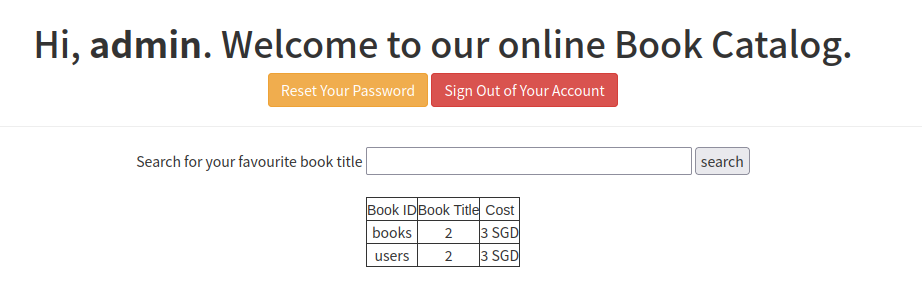 Hi, admin. Welcome to our online Book Catalog.
Reset Your Password Sign Out of Your Account
Search for your favourite book title search
Book ID Book Title Cost
books 2 3 SGD
users 2 3 SGD